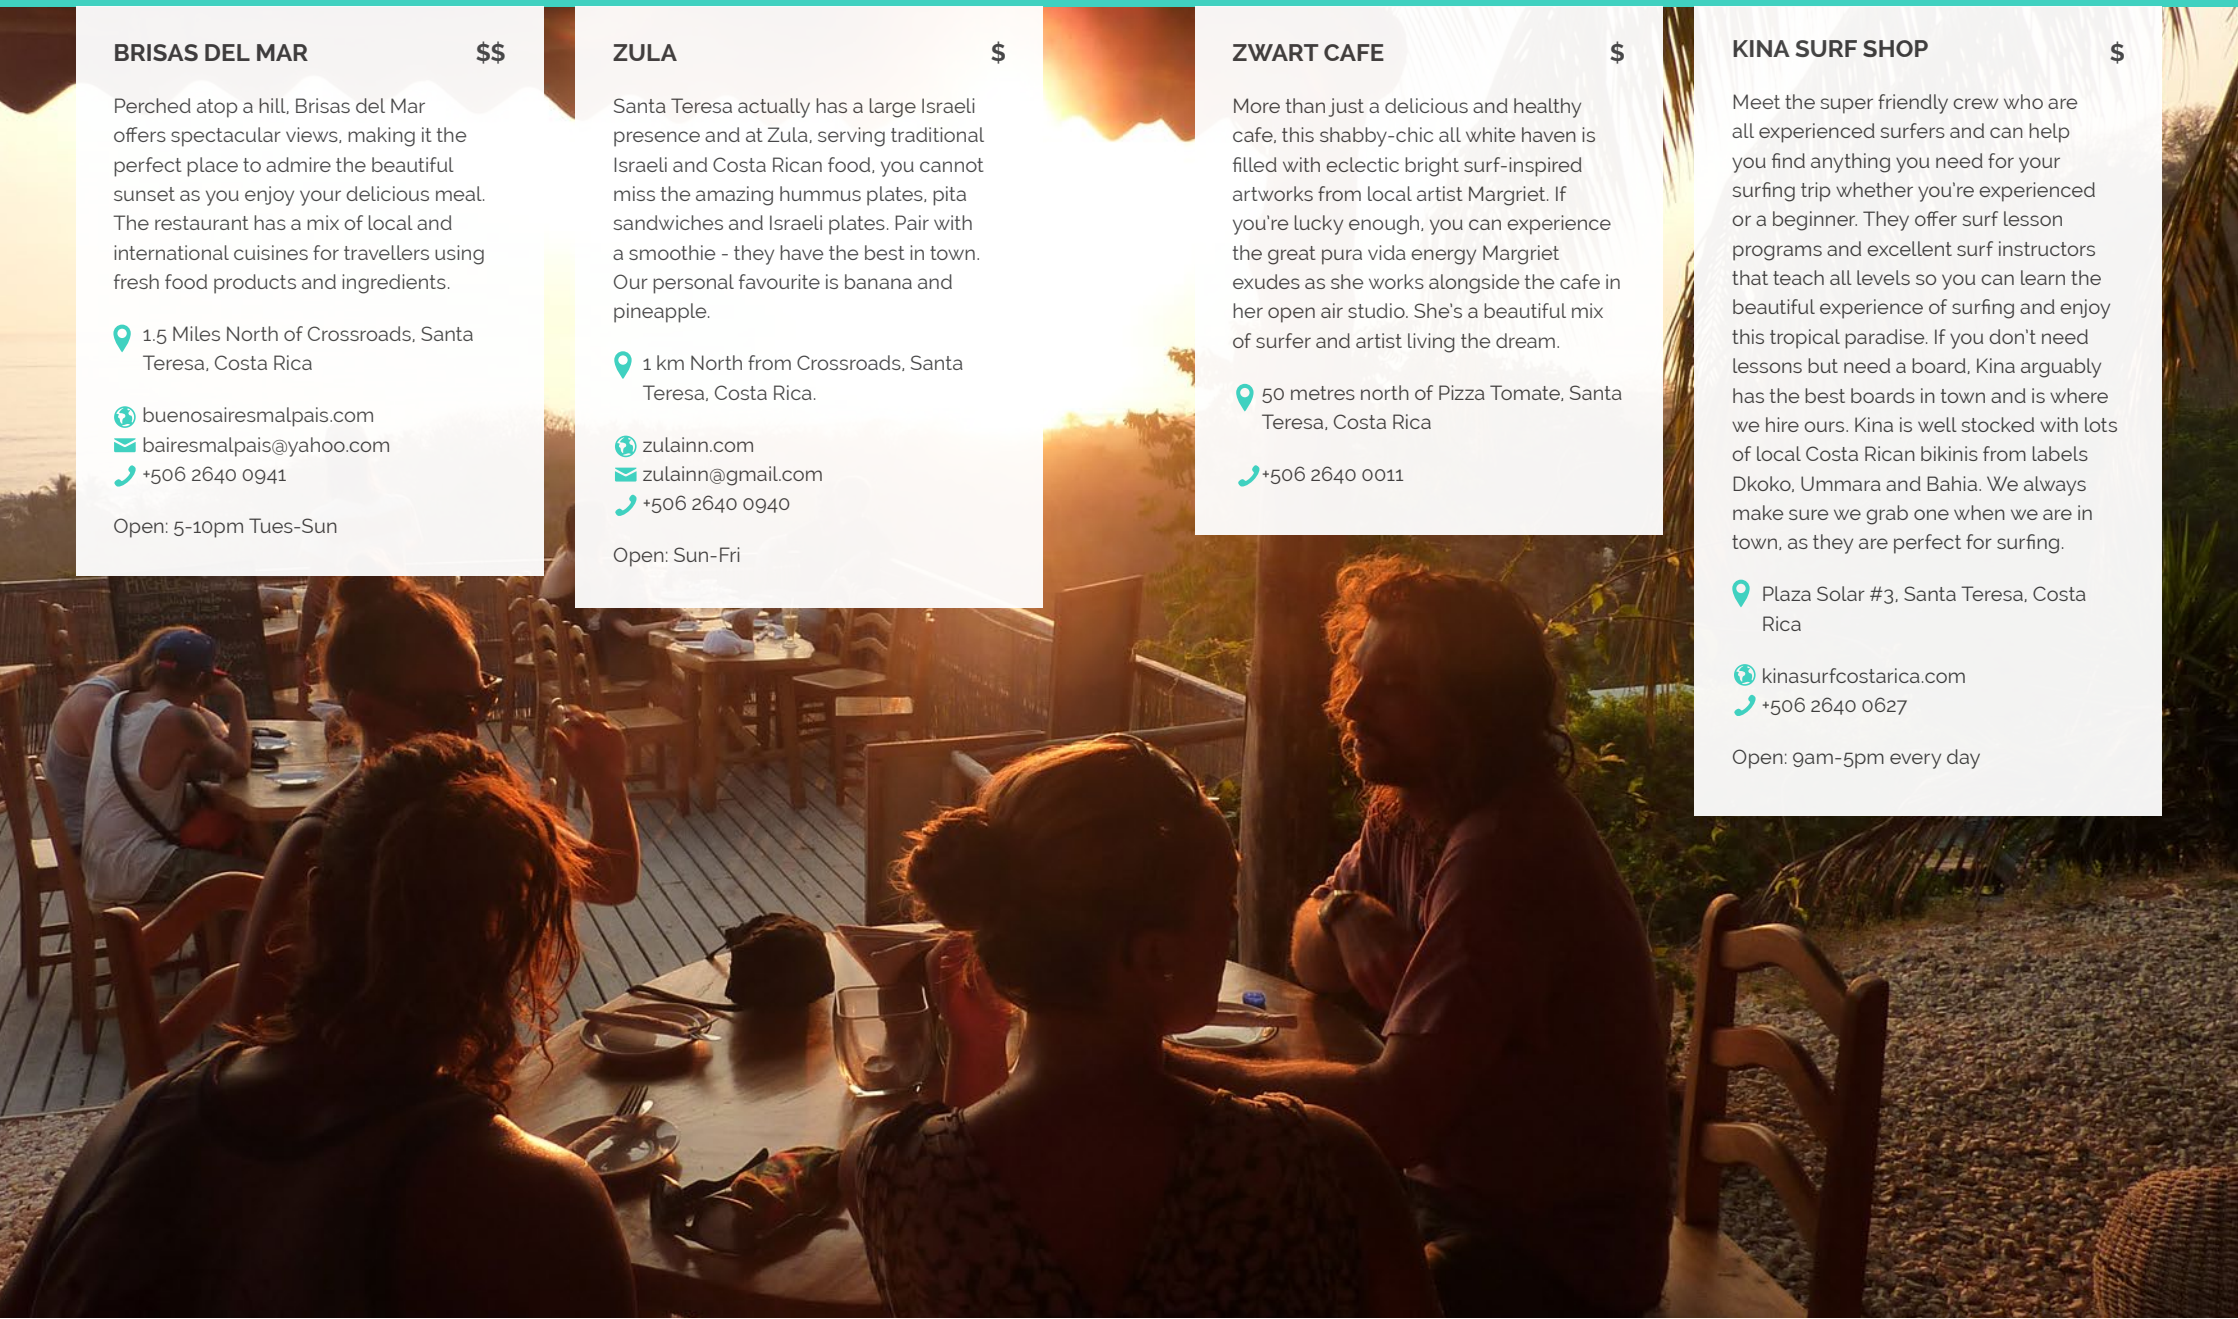 BRISAS DEL MAR $$
Perched atop a hill, Brisas del Mar
offers spectacular views, making it the
perfect place to admire the beautiful
sunset as you enjoy your delicious meal.
The restaurant has a mix of local and
international cuisines for travellers using
fresh food products and ingredients.
1.5 Miles North of Crossroads, Santa
Teresa, Costa Rica
buenosairesmalpais.com
bairesmalpais@yahoo.com
+506 2640 0941
Open: 5-10pm Tues-Sun
ZULA $
Santa Teresa actually has a large Israeli
presence and at Zula, serving traditional
Israeli and Costa Rican food, you cannot
miss the amazing hummus plates, pita
sandwiches and Israeli plates. Pair with
a smoothie - they have the best in town.
Our personal favourite is banana and
pineapple.
1 km North from Crossroads, Santa
Teresa, Costa Rica.
zulainn.com
zulainn@gmail.com
+506 2640 0940
Open: Sun-Fri
ZWART CAFE $
More than just a delicious and healthy
cafe, this shabby-chic all white haven is
filled with eclectic bright surf-inspired
artworks from local artist Margriet. If
you're lucky enough, you can experience
the great pura vida energy Margriet
exudes as she works alongside the cafe in
her open air studio. She's a beautiful mix
of surfer and artist living the dream.
50 metres north of Pizza Tomate, Santa
Teresa, Costa Rica
+506 2640 0011
KINA SURF SHOP $
Meet the super friendly crew who are
all experienced surfers and can help
you find anything you need for your
surfing trip whether you're experienced
or a beginner. They offer surf lesson
programs and excellent surf instructors
that teach all levels so you can learn the
beautiful experience of surfing and enjoy
this tropical paradise. If you don't need
lessons but need a board, Kina arguably
has the best boards in town and is where
we hire ours. Kina is well stocked with lots
of local Costa Rican bikinis from labels
Dkoko, Ummara and Bahia. We always
make sure we grab one when we are in
town, as they are perfect for surfing.
Plaza Solar #3, Santa Teresa, Costa
Rica
kinasurfcostarica.com
+506 2640 0627
Open: 9am-5pm every day